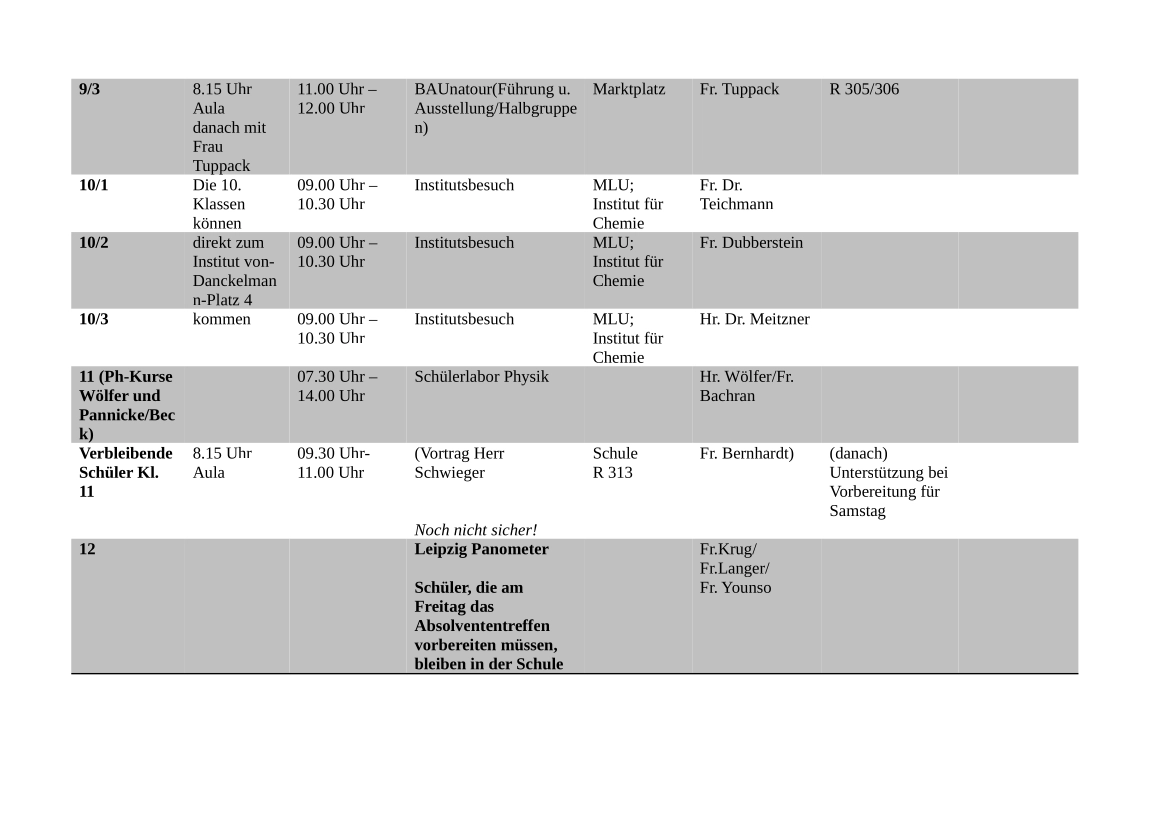 9/3
8.15 Uhr
Aula
danach mit
Frau
Tuppack
11.00 Uhr –
12.00 Uhr
BAUnatour(Führung u.
Ausstellung/Halbgruppe
n)
Marktplatz
Fr. Tuppack
R 305/306
10/1
Die 10.
Klassen
können
09.00 Uhr –
10.30 Uhr
Institutsbesuch
MLU;
Institut für
Chemie
Fr. Dr.
Teichmann
10/2
direkt zum
Institut von-
Danckelman
n-Platz 4
09.00 Uhr –
10.30 Uhr
Institutsbesuch
MLU;
Institut für
Chemie
Fr. Dubberstein
10/3
kommen
09.00 Uhr –
10.30 Uhr
Institutsbesuch
MLU;
Institut für
Chemie
Hr. Dr. Meitzner
11 (Ph-Kurse
Wölfer und
Pannicke/Bec
k)
07.30 Uhr –
14.00 Uhr
Schülerlabor Physik
Hr. Wölfer/Fr.
Bachran
Verbleibende
Schüler Kl.
11
8.15 Uhr
Aula
09.30 Uhr-
11.00 Uhr
(Vortrag Herr
Schwieger
Noch nicht sicher!
Schule
R 313
Fr. Bernhardt)
(danach)
Unterstützung bei
Vorbereitung für
Samstag
12
Leipzig Panometer
Schüler, die am
Freitag das
Absolvententreffen
vorbereiten müssen,
bleiben in der Schule
Fr.Krug/
Fr.Langer/
Fr. Younso